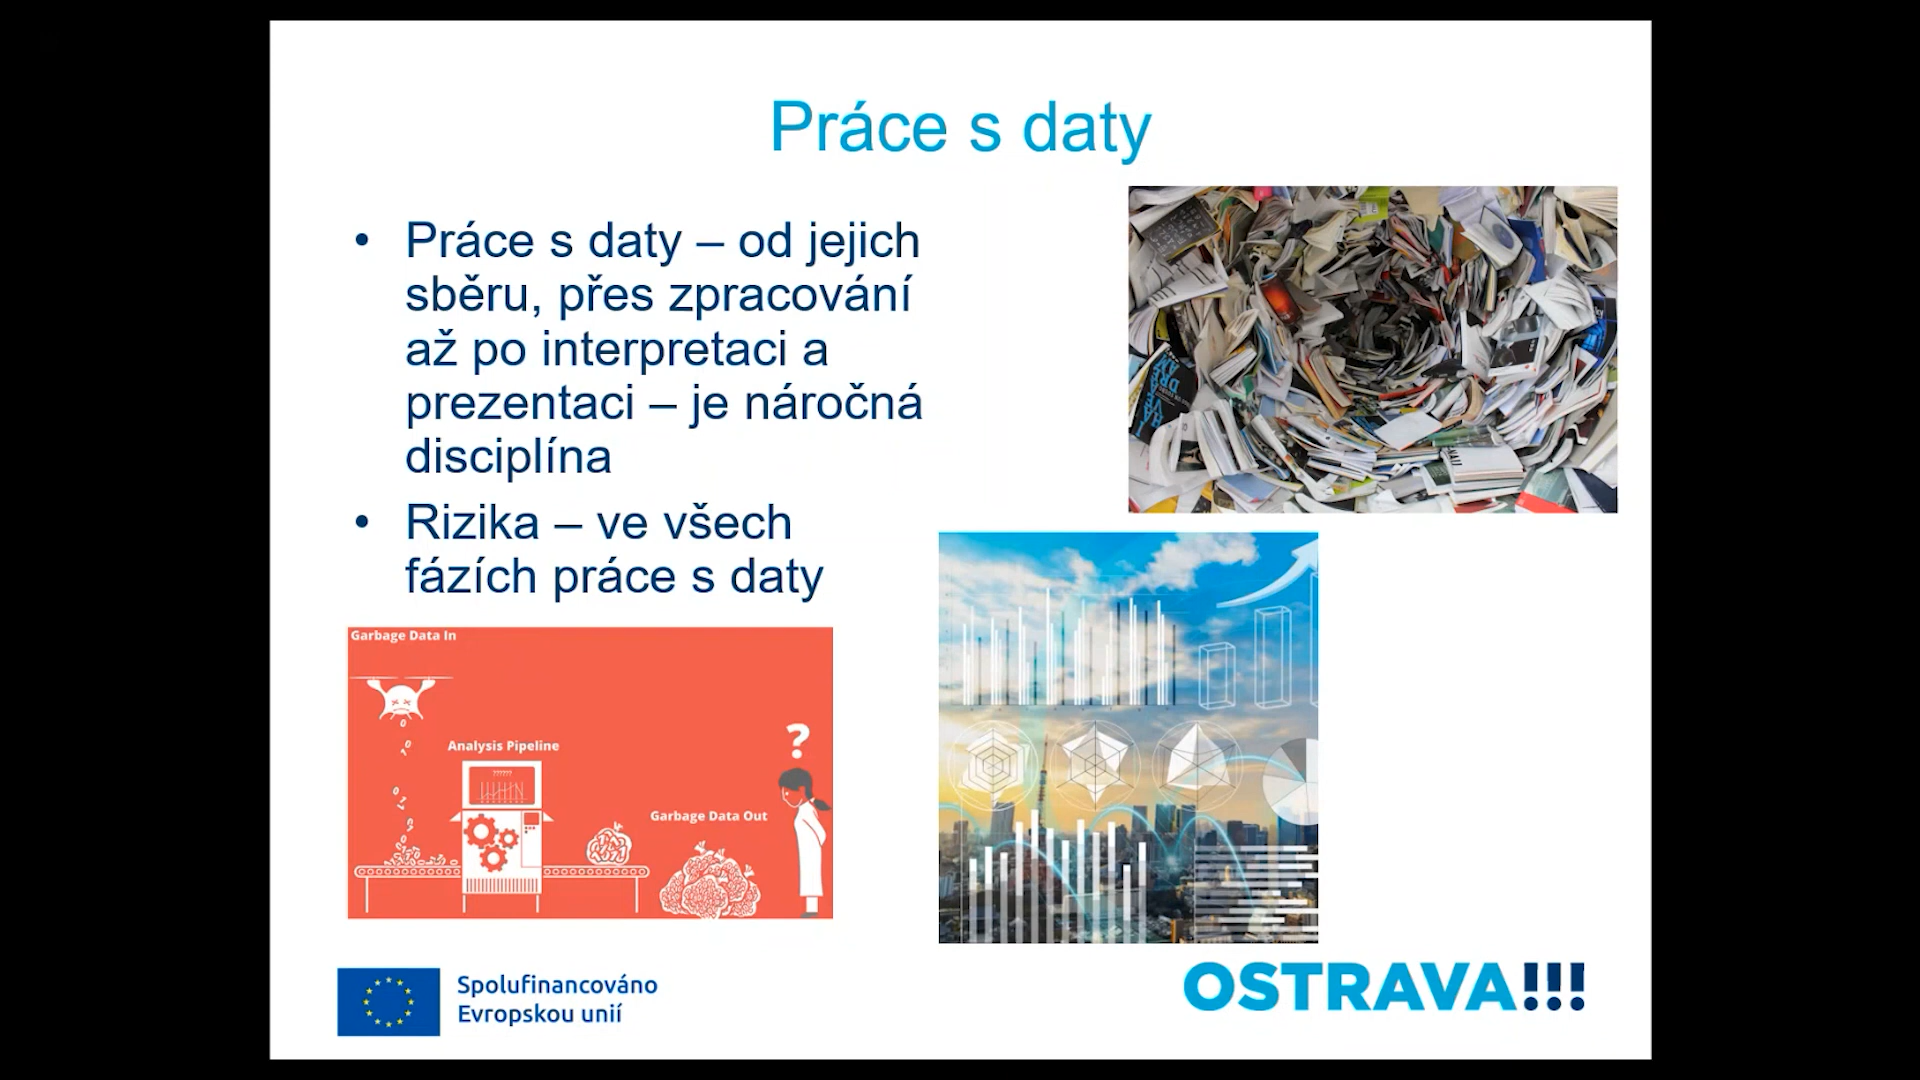 Práce s daty
• Práce s daty – od jejich
sběru, přes zpracování
až po interpretaci a
prezentaci – je náročná
disciplína
• Rizika – ve všech
fázích práce s daty
Garbage Data In
Analysis Pipeline
??????
?
Garbage Data Out
Spolufinancováno
Evropskou unií
OSTRAVA!!!